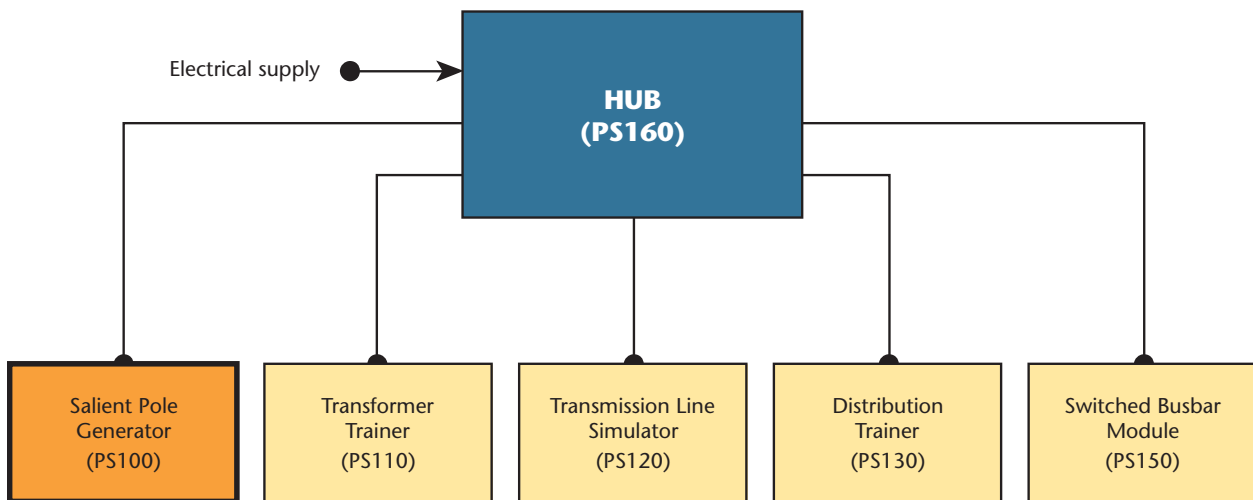 Electrical supply
HUB
(PS160)
Salient Pole
Generator
(PS100)
Transformer
Trainer
(PS110)
Transmission Line
Simulator
(PS120)
Distribution
Trainer
(PS130)
Switched Busbar
Module
(PS150)